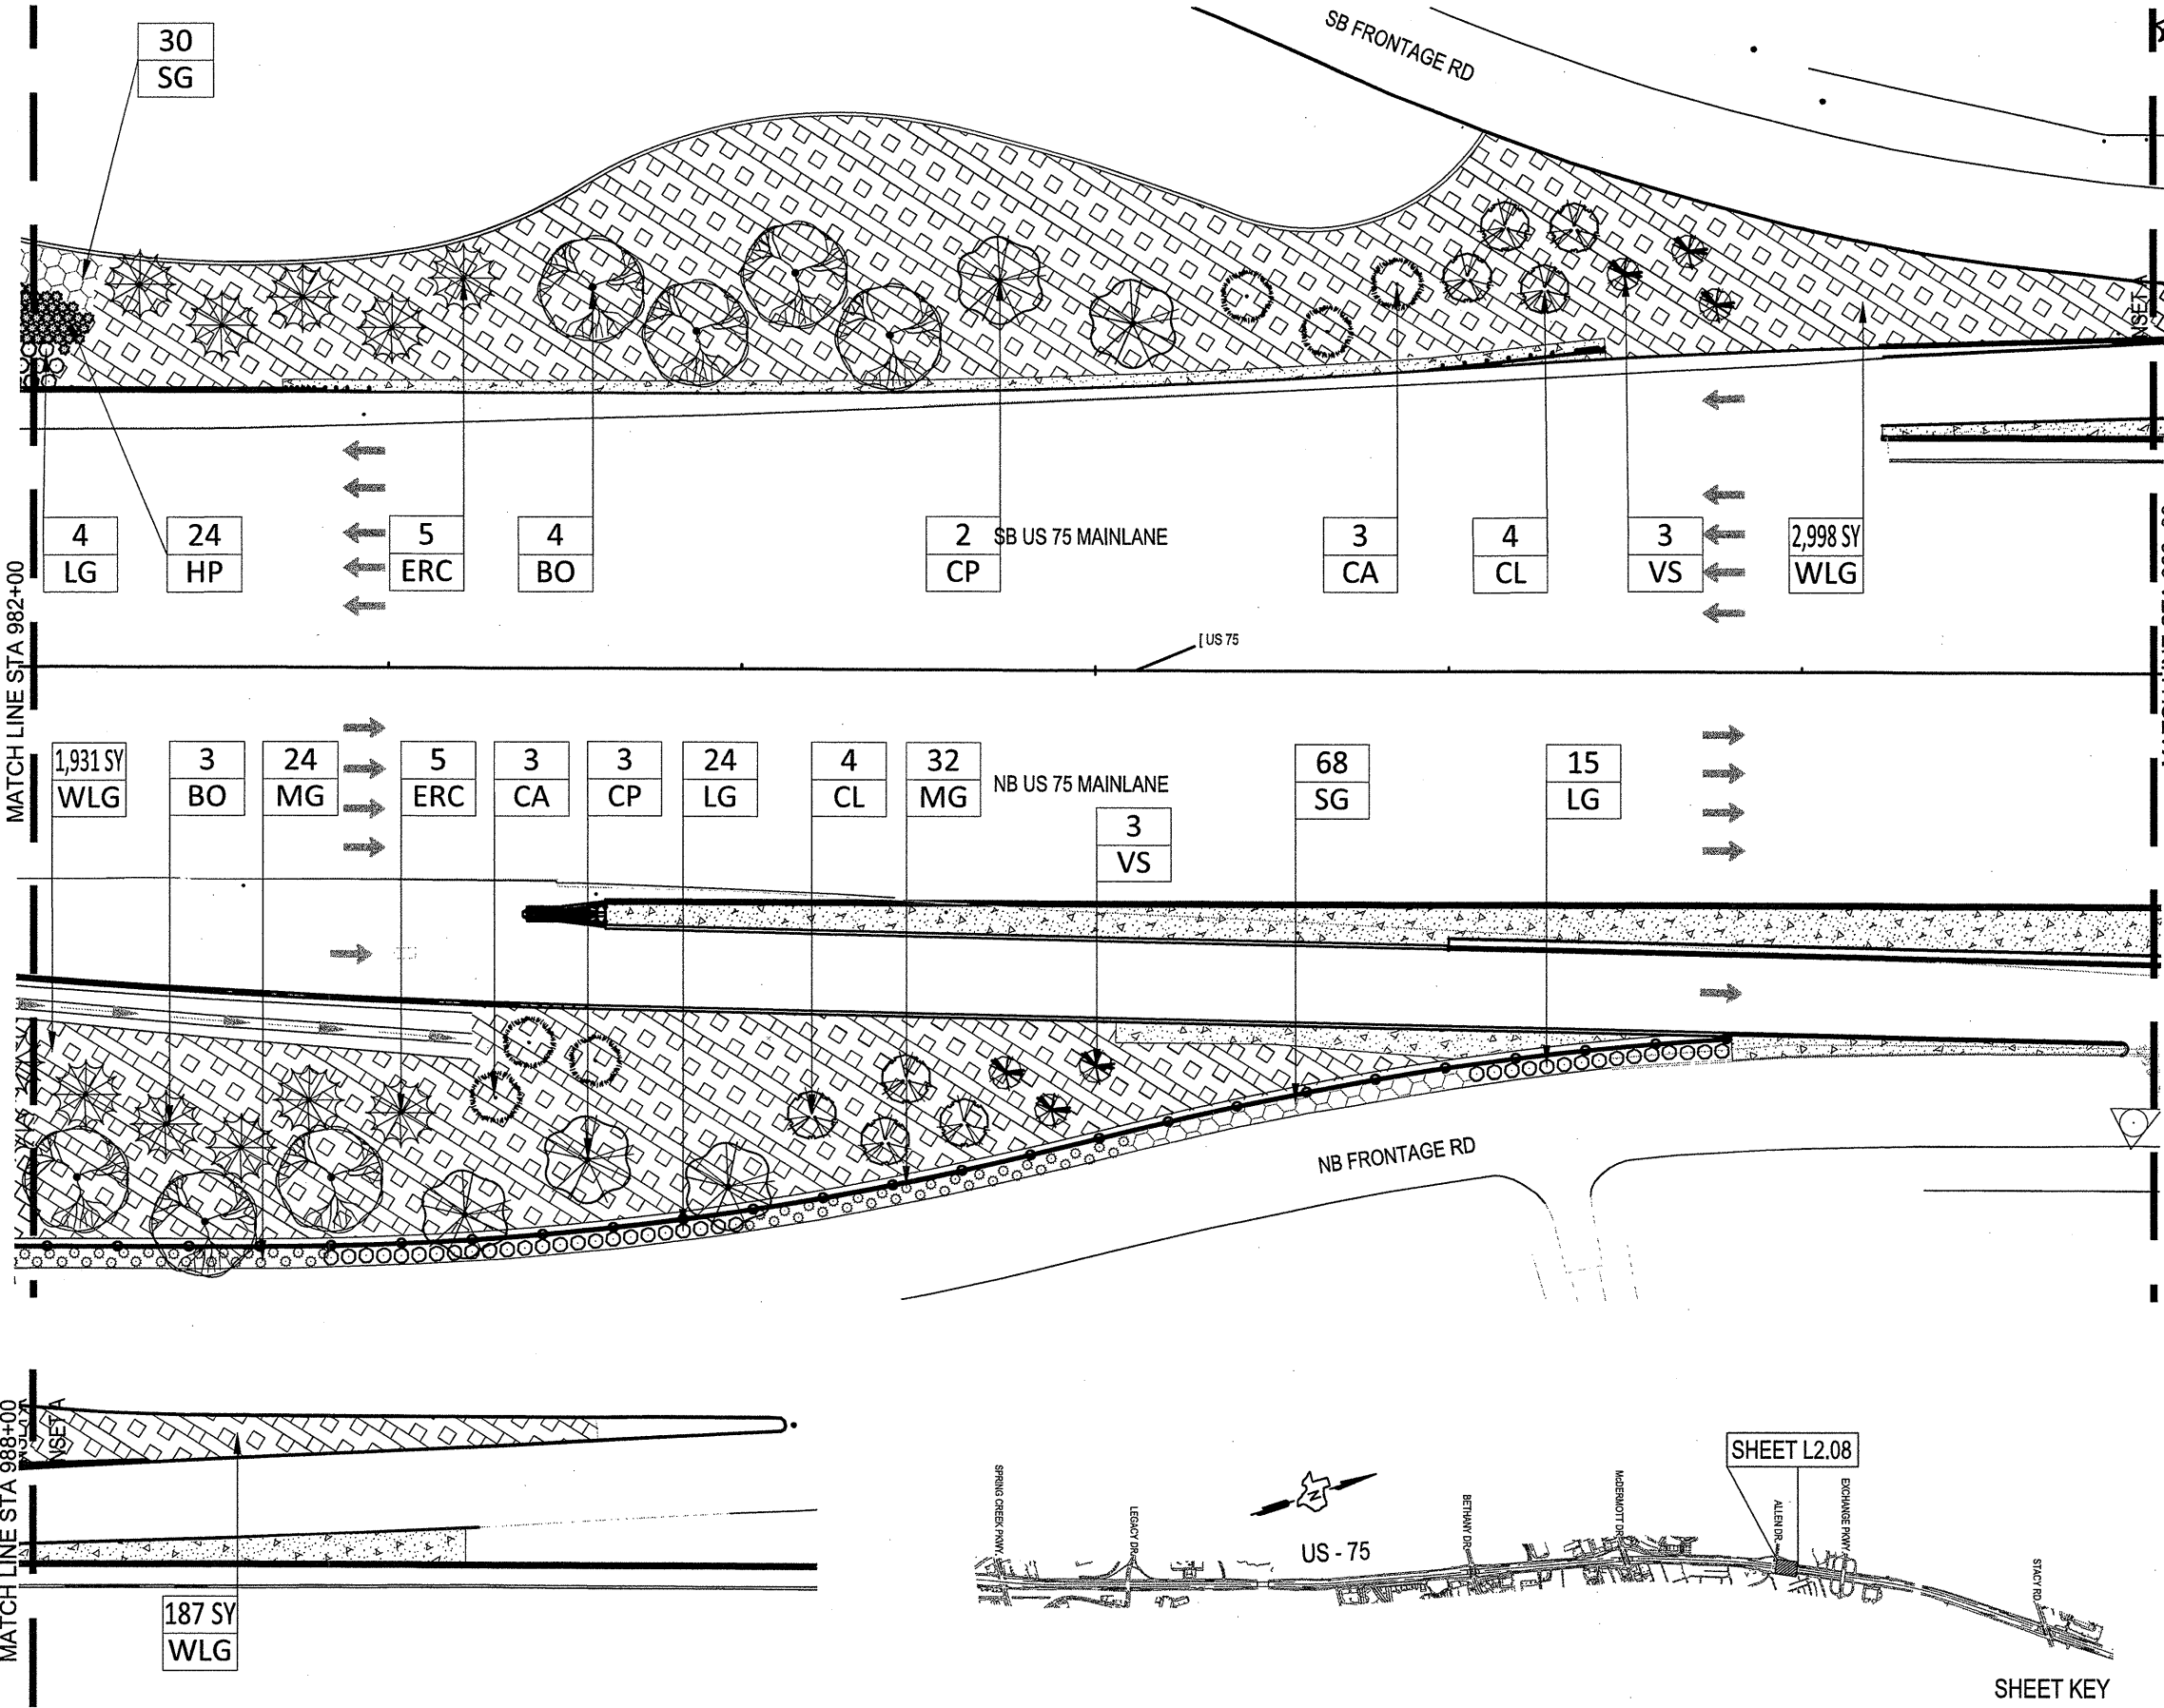 30
SG
SB FRONTAGE RD
INSET A
4
LG
24
HP
5
ERC
4
BO
2
CP
SB US 75 MAINLANE
3
CA
4
CL
3
VS
2,998 SY
WLG
MATCH LINE STA 982+00
[ US 75
1,931 SY
WLG
3
BO
24
MG
5
ERC
3
CA
3
CP
24
LG
4
CL
32
MG
NB US 75 MAINLANE
3
VS
68
SG
15
LG
NB FRONTAGE RD
MATCH LINE STA 988+00
INSET A
187 SY
WLG
SHEET L2.08
SPRING CREEK PKWY.
LEGACY DR.
N
BETHANY DR.
McDERMOTT DR.
ALLEN DR.
EXCHANGE PKWY.
STACY RD.
US - 75
SHEET KEY